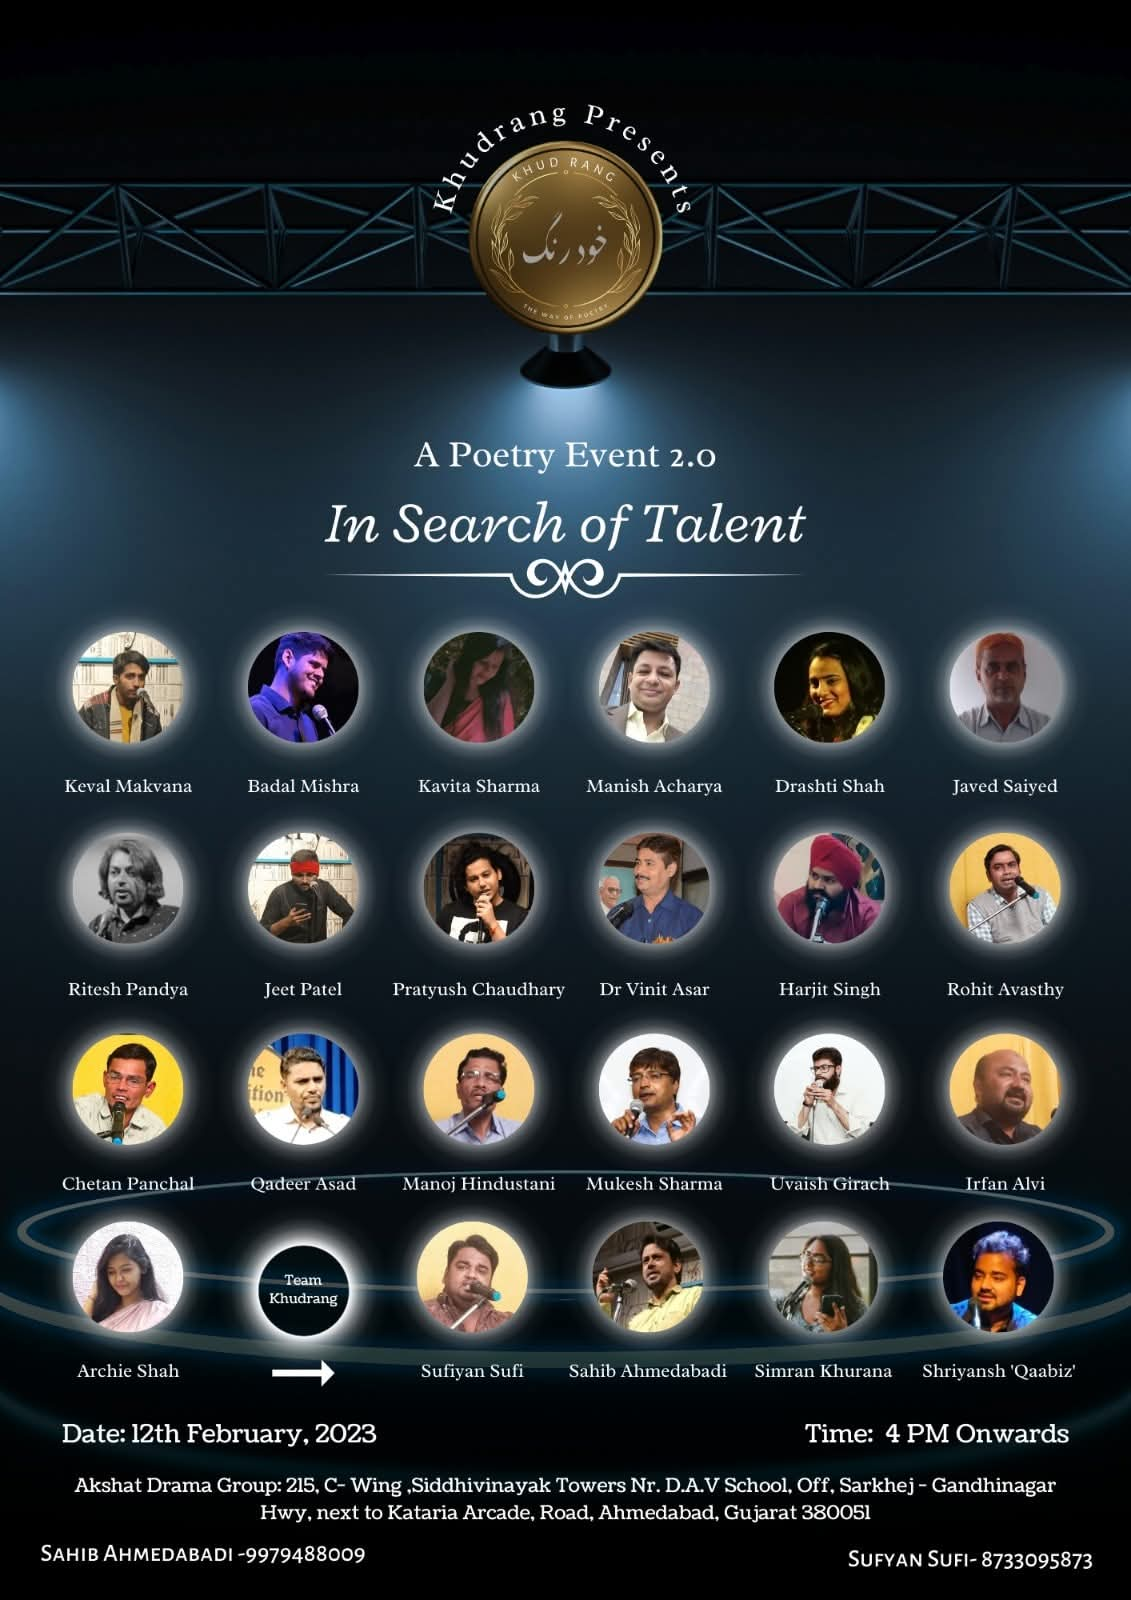 Khudrang Presents
KHUD RANG
خود رنگ
THE WAY OF POETRY
A Poetry Event 2.0
In Search of Talent
Keval Makvana Badal Mishra Kavita Sharma Manish Acharya Drashti Shah Javed Saiyed
Ritesh Pandya Jeet Patel Pratyush Chaudhary Dr Vinit Asar Harjit Singh Rohit Avasthy
Chetan Panchal Qadeer Asad Manoj Hindustani Mukesh Sharma Uvaish Girach Irfan Alvi
Team
Khudrang
Archie Shah Sufiyan Sufi Sahib Ahmedabadi Simran Khurana Shriyansh 'Qaabiz'
Date: 12th February, 2023 Time: 4 PM Onwards
Akshat Drama Group: 215, C- Wing ,Siddhivinayak Towers Nr. D.A.V School, Off, Sarkhej - Gandhinagar
Hwy, next to Kataria Arcade, Road, Ahmedabad, Gujarat 380051
SAHIB AHMEDABADI -9979488009
SUFYAN SUFI- 8733095873